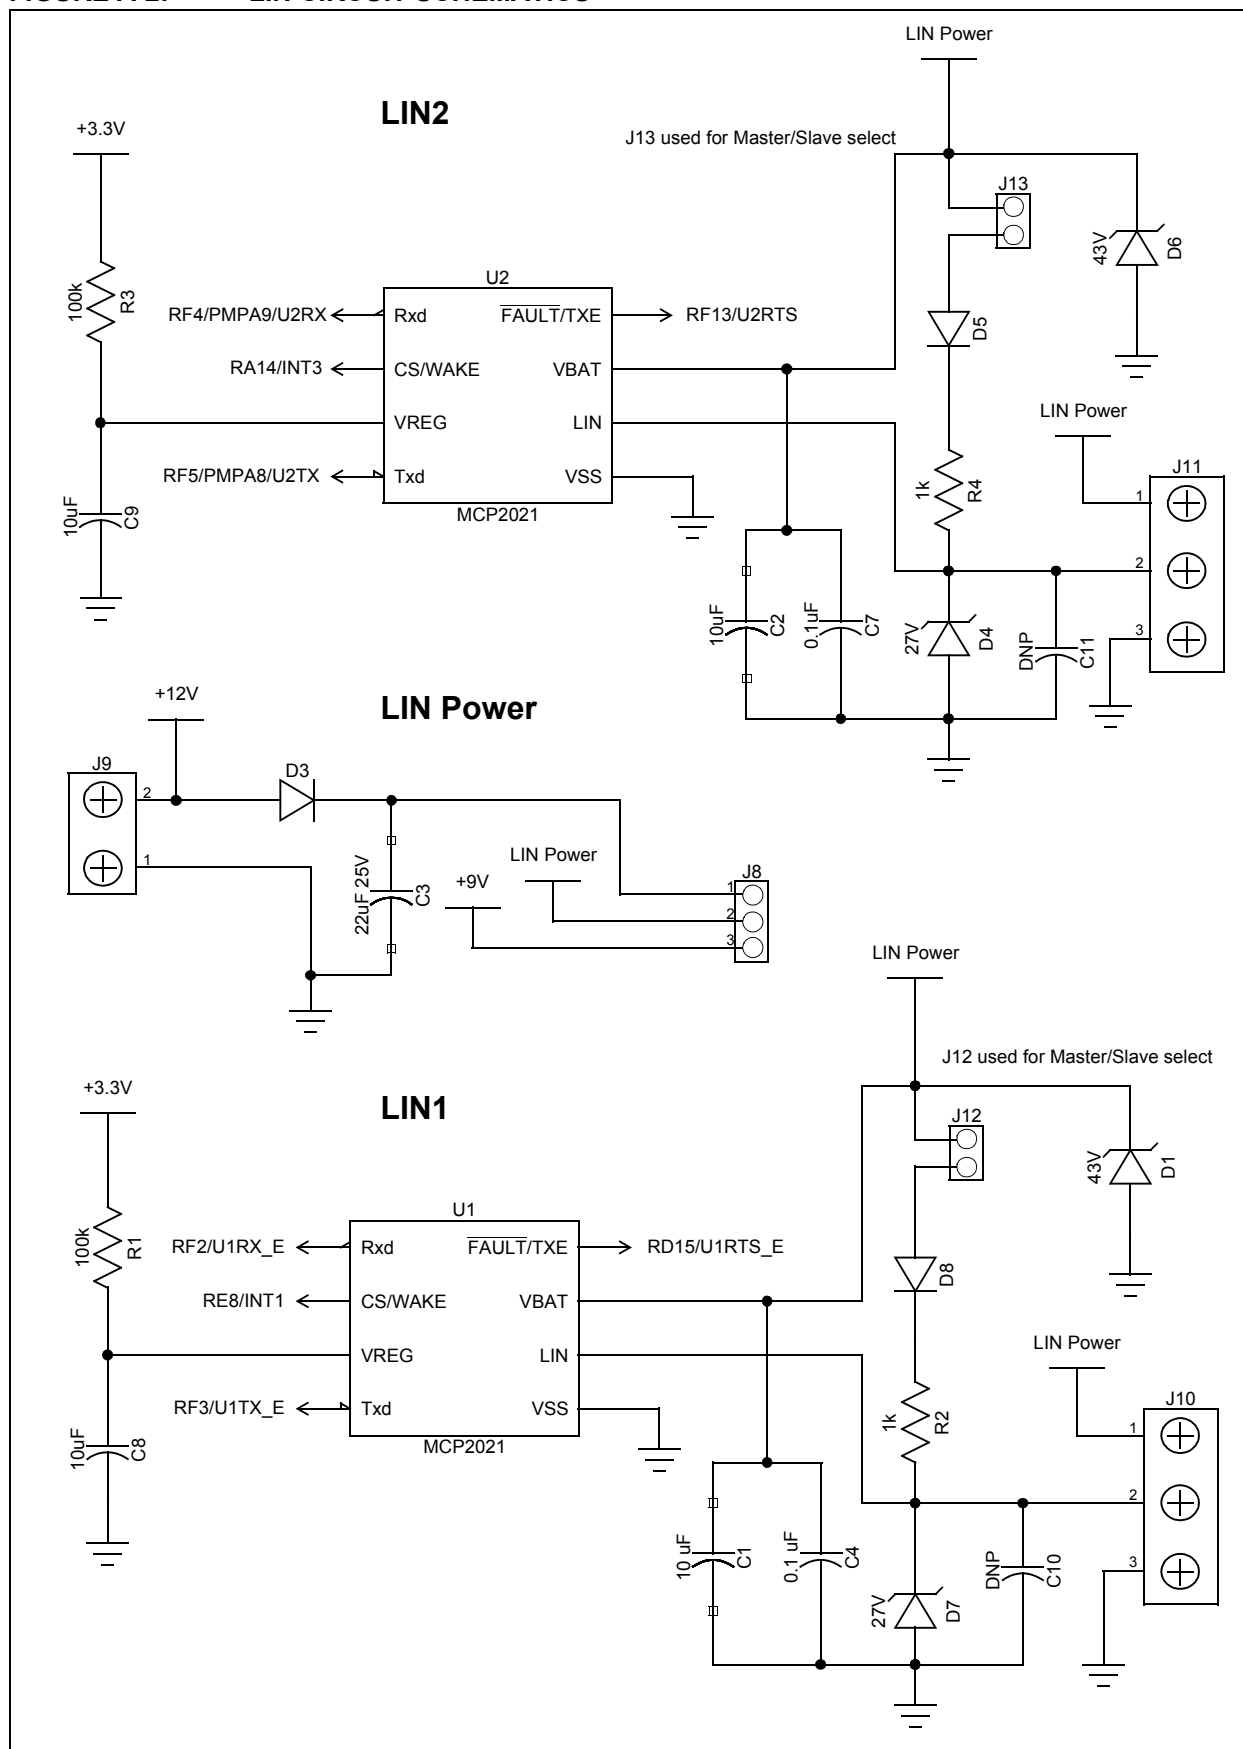 LIN Power
LIN2
+3.3V
J13 used for Master/Slave select
J13
43V
D6
100k
R3
U2
RF4/PMPA9/U2RX
Rxd
FAULT/TXE
RF13/U2RTS
D5
RA14/INT3
CS/WAKE
VBAT
LIN Power
VREG
LIN
J11
RF5/PMPA8/U2TX
Txd
VSS
1k
R4
1
MCP2021
10uF
C9
2
10uF
C2
0.1uF
C7
27V
D4
DNP
C11
3
LIN Power
+12V
J9
D3
2
1
22uF 25V
C3
LIN Power
+9V
J8
1
2
3
LIN Power
J12 used for Master/Slave select
+3.3V
LIN1
J12
43V
D1
100k
R1
U1
RF2/U1RX_E
Rxd
FAULT/TXE
RD15/U1RTS_E
D8
RE8/INT1
CS/WAKE
VBAT
LIN Power
VREG
LIN
J10
RF3/U1TX_E
Txd
VSS
1k
R2
1
MCP2021
10uF
C8
2
10 uF
C1
0.1 uF
C4
27V
D7
DNP
C10
3